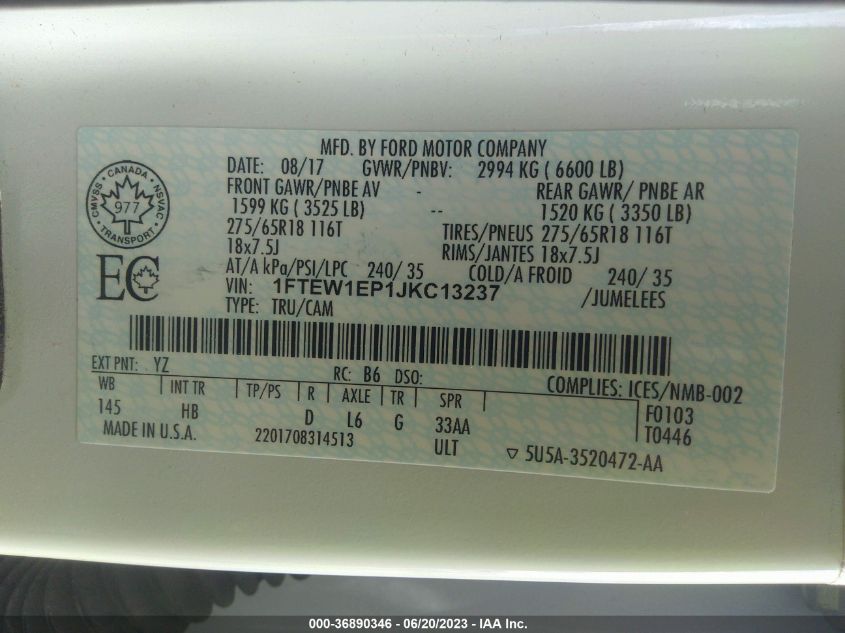 MFD. BY FORD MOTOR COMPANY
DATE: 08/17 GVWR/PNBV: 2994 KG ( 6600 LB)
FRONT GAWR/PNBE AV - REAR GAWR/ PNBE AR
1599 KG ( 3525 LB) -- 1520 KG ( 3350 LB)
275/65R18 116T TIRES/PNEUS 275/65R18 116T
18x7.5J RIMS/JANTES 18x7.5J
AT/A kPa/PSI/LPC 240/ 35 COLD/A FROID 240/ 35
VIN: 1FTEW1EP1JKC13237 /JUMELEES
TYPE: TRU/CAM
CMVSS • CANADA • NSVAC
977
TRANSPORT
EC
EXT PNT: YZ RC: B6 DSO: COMPLIES: ICES/NMB-002
WB INT TR TP/PS R AXLE TR SPR F0103
145 HB D L6 G 33AA T0446
MADE IN U.S.A. 2201708314513 ULT ▽ 5U5A-3520472-AA
000-36890346 - 06/20/2023 - IAA Inc.